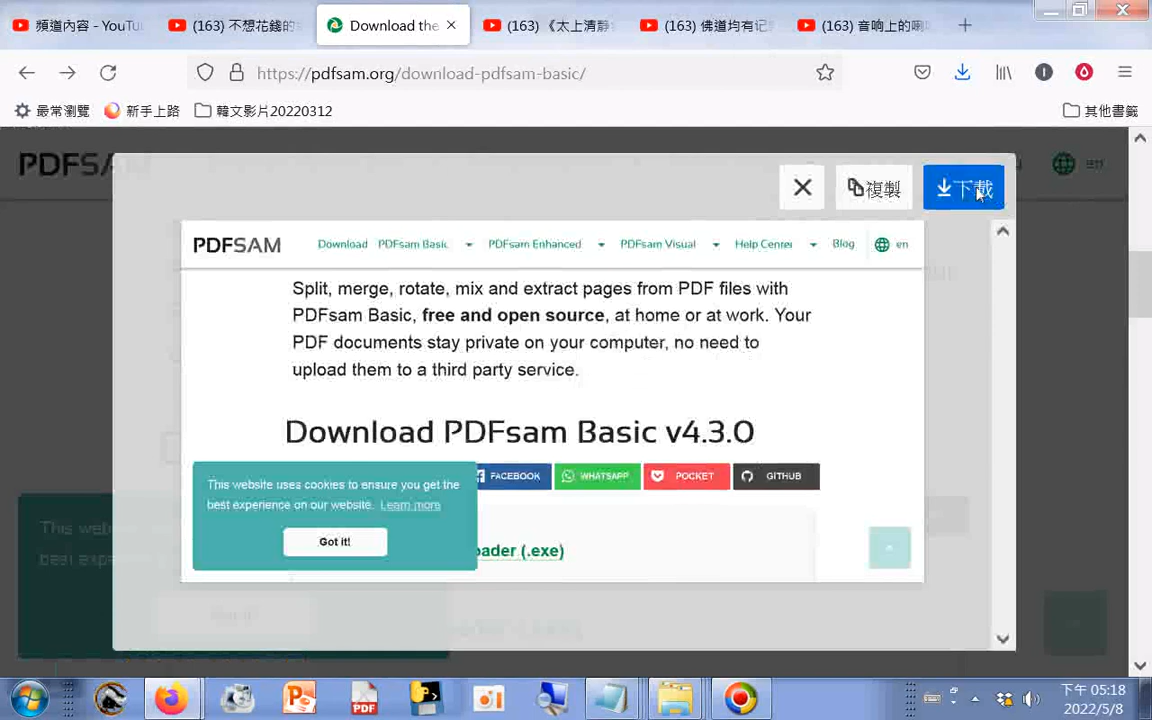 頻道內容 - YouTu
(163) 不想花錢的
Download the
(163) 《太上清靜
(163) 佛道均有记
(163) 音响上的喇
https://pdfsam.org/download-pdfsam-basic/
最常瀏覽
新手上路
韓文影片20220312
其他書籤
PDFSA
複製
下載
PDFSAM
Download
PDFsam Basic
PDFsam Enhanced
PDFsam Visual
Help Center
Blog
en
Split, merge, rotate, mix and extract pages from PDF files with
PDFsam Basic, free and open source, at home or at work. Your
PDF documents stay private on your computer, no need to
upload them to a third party service.
Download PDFsam Basic v4.3.0
FACEBOOK
WHATSAPP
POCKET
GITHUB
This website uses cookies to ensure you get the
best experience on our website. Learn more
Got it!
oader (.exe)
This web
best expe
PDF
下午 05:18
2022/5/8